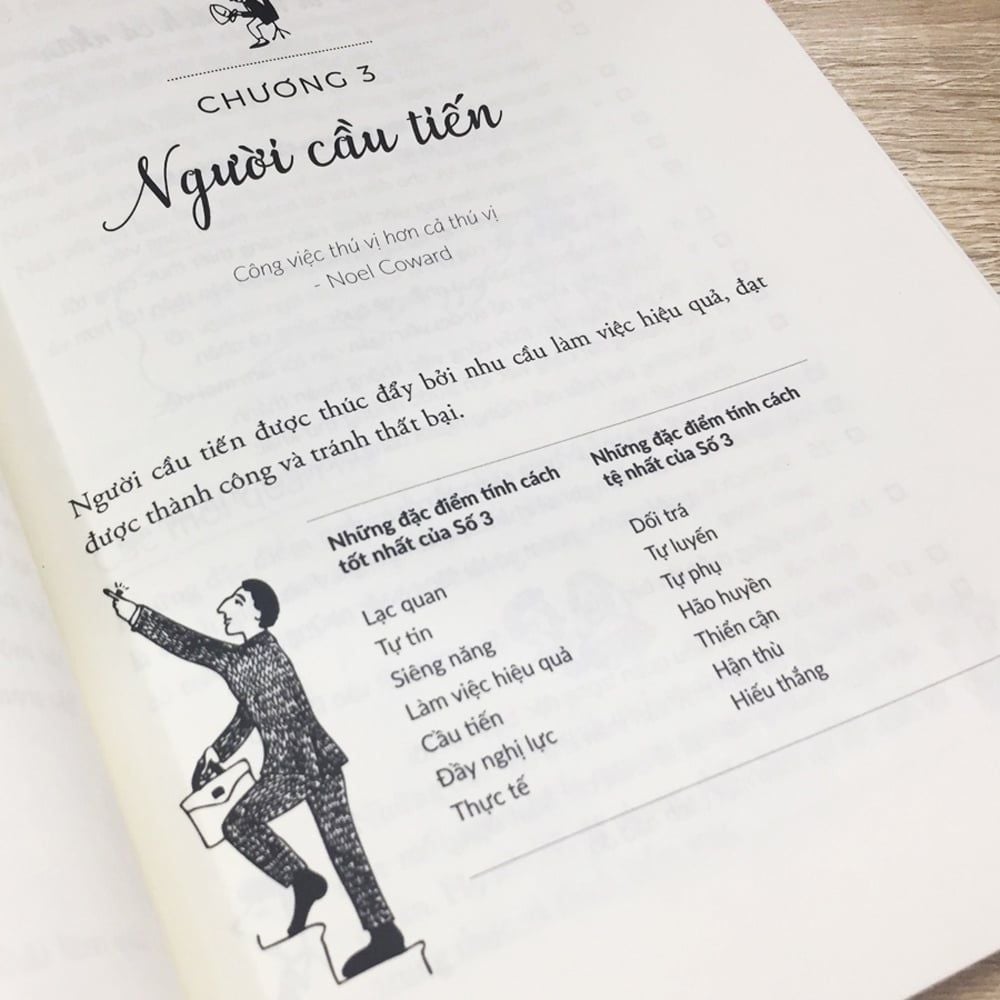 CHƯƠNG 3
Người cầu tiến
Công việc thú vị hơn cả thú vị
- Noel Coward
Người cầu tiến được thúc đẩy bởi nhu cầu làm việc hiệu quả, đạt
được thành công và tránh thất bại.
Những đặc điểm tính cách
tốt nhất của Số 3
Lạc quan
Tự tin
Siêng năng
Làm việc hiệu quả
Cầu tiến
Đầy nghị lực
Thực tế
Những đặc điểm tính cách
tệ nhất của Số 3
Dối trá
Tự luyến
Tự phụ
Hão huyền
Thiển cận
Hận thù
Hiếu thắng